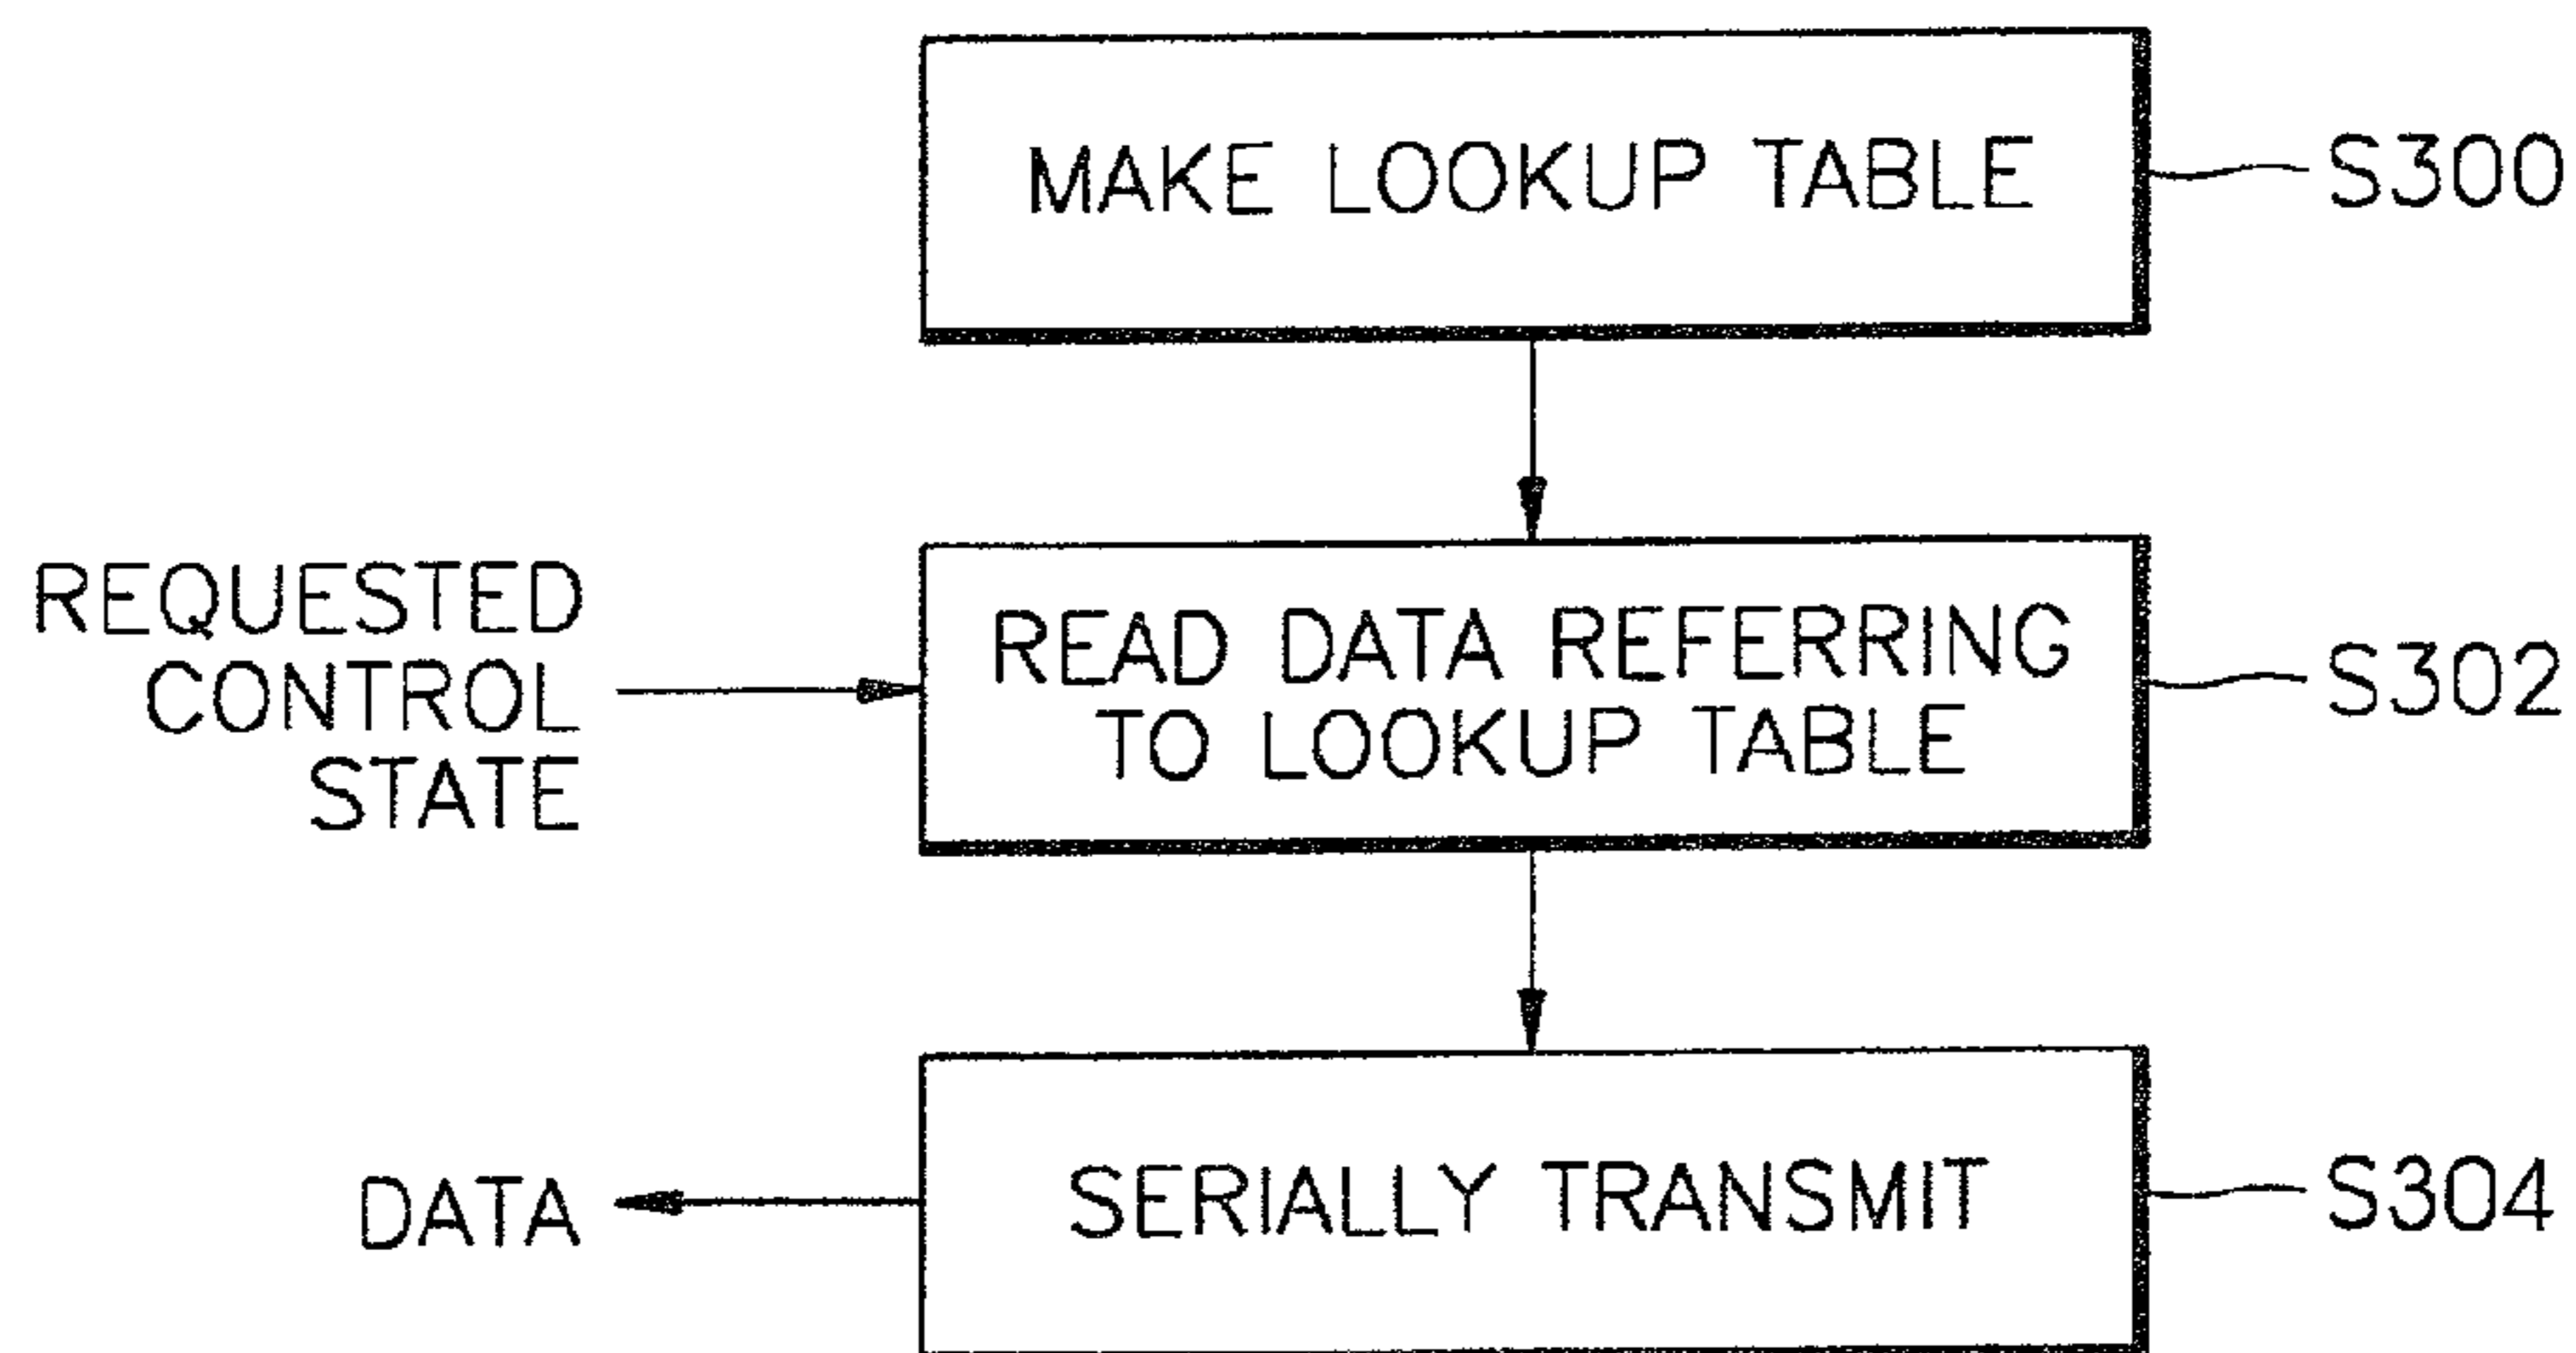 MAKE LOOKUP TABLE
S300
REQUESTED
CONTROL
STATE
READ DATA REFERRING
TO LOOKUP TABLE
S302
DATA
SERIALLY TRANSMIT
S304